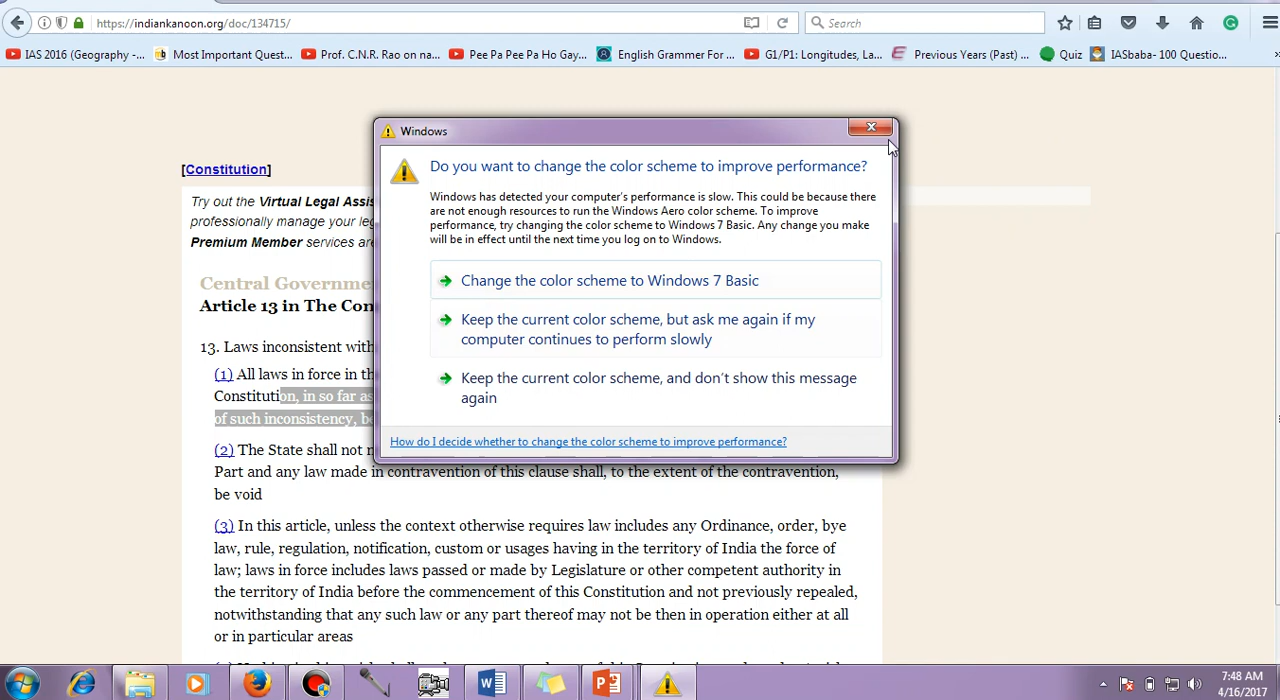 https://indiankanoon.org/doc/134715/
Search
IAS 2016 (Geography -...
Most Important Quest...
Prof. C.N.R. Rao on na...
Pee Pa Pee Pa Ho Gay...
English Grammer For ...
G1/P1: Longitudes, La...
Previous Years (Past) ...
Quiz
IASbaba- 100 Questio...
Windows
Do you want to change the color scheme to improve performance?
Windows has detected your computer's performance is slow. This could be because
there are not enough resources to run the Windows Aero color scheme. To improve
performance, try changing the color scheme to Windows 7 Basic. Any change you make
will be in effect until the next time you log on to Windows.
Change the color scheme to Windows 7 Basic
Keep the current color scheme, but ask me again if my
computer continues to perform slowly
Keep the current color scheme, and don't show this message
again
How do I decide whether to change the color scheme to improve performance?
[Constitution]
Try out the Virtual Legal Assis
professionally manage your leg
Premium Member services are
Central Governme
Article 13 in The Con
13. Laws inconsistent with
(1) All laws in force in th
Constitution, in so far as
of such inconsistency, be
(2) The State shall not m
Part and any law made in contravention of this clause shall, to the extent of the contravention,
be void
(3) In this article, unless the context otherwise requires law includes any Ordinance, order, bye
law, rule, regulation, notification, custom or usages having in the territory of India the force of
law; laws in force includes laws passed or made by Legislature or other competent authority in
the territory of India before the commencement of this Constitution and not previously repealed,
notwithstanding that any such law or any part thereof may not be then in operation either at all
or in particular areas
7:48 AM
4/16/2017